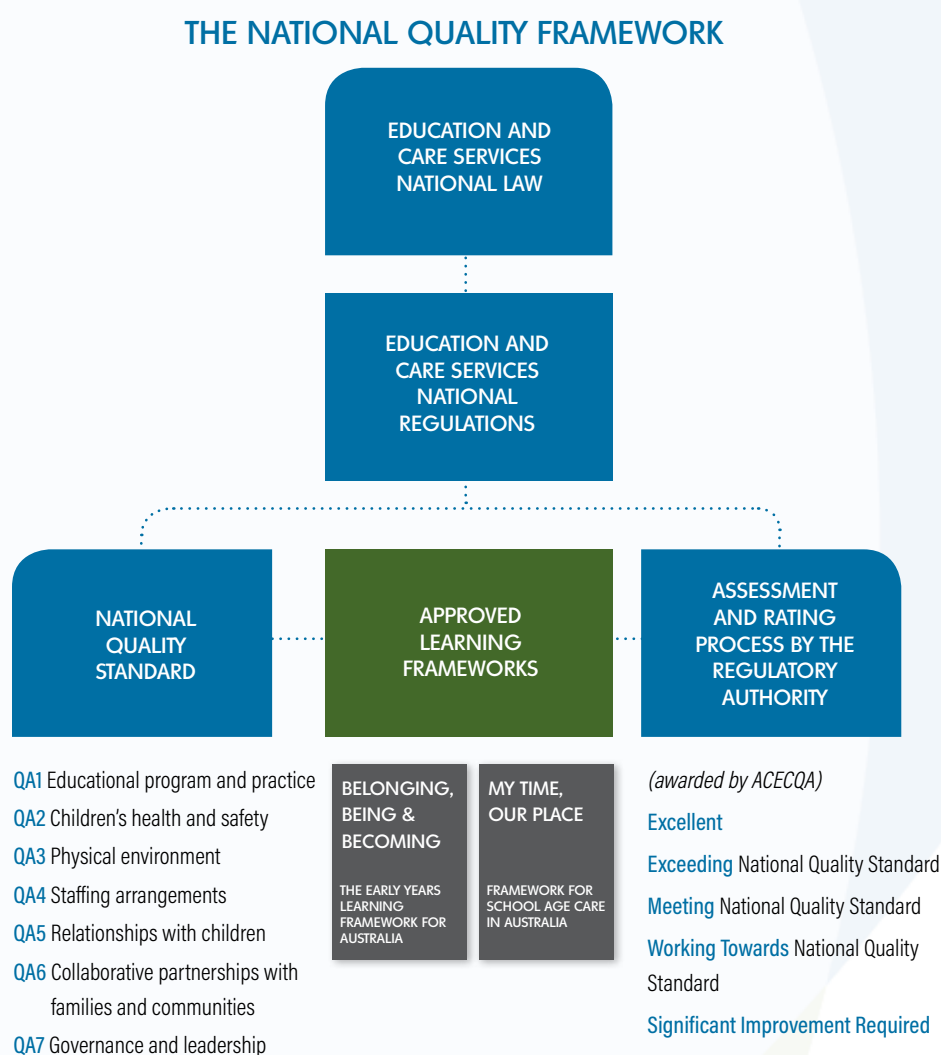 THE NATIONAL QUALITY FRAMEWORK
EDUCATION AND
CARE SERVICES
NATIONAL LAW
EDUCATION AND
CARE SERVICES
NATIONAL
REGULATIONS
NATIONAL
QUALITY
STANDARD
APPROVED
LEARNING
FRAMEWORKS
ASSESSMENT
AND RATING
PROCESS BY THE
REGULATORY
AUTHORITY
QA1 Educational program and practice
QA2 Children's health and safety
QA3 Physical environment
QA4 Staffing arrangements
QA5 Relationships with children
QA6 Collaborative partnerships with
families and communities
QA7 Governance and leadership
BELONGING,
BEING &
BECOMING
THE EARLY YEARS
LEARNING
FRAMEWORK FOR
AUSTRALIA
MY TIME,
OUR PLACE
FRAMEWORK FOR
SCHOOL AGE CARE
IN AUSTRALIA
(awarded by ACECQA)
Excellent
Exceeding National Quality Standard
Meeting National Quality Standard
Working Towards National Quality
Standard
Significant Improvement Required